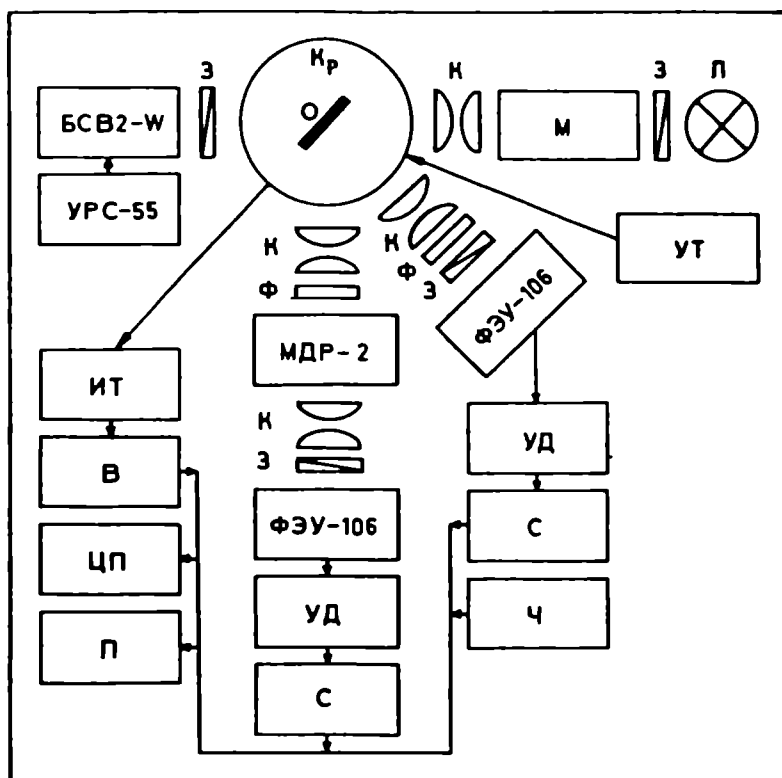 З
Кр
К
З
Л
О
БСВ2-W
М
УРС-55
К
Ф
З
УТ
К
Ф
ФЭУ-106
МДР-2
ИТ
К
З
УД
В
ФЭУ-106
С
ЦП
УД
Ч
П
С